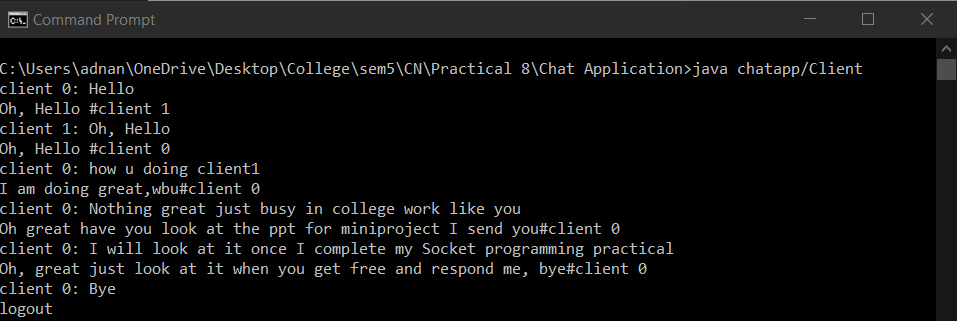 Command Prompt
C:\Users\adnan\OneDrive\Desktop\College\sem5\CN\Practical 8\Chat Application>java chatapp/Client
client 0: Hello
Oh, Hello #client 1
client 1: Oh, Hello
Oh, Hello #client 0
client 0: how u doing client1
I am doing great,wbu#client 0
client 0: Nothing great just busy in college work like you
Oh great have you look at the ppt for miniproject I send you#client 0
client 0: I will look at it once I complete my Socket programming practical
Oh, great just look at it when you get free and respond me, bye#client 0
client 0: Bye
logout